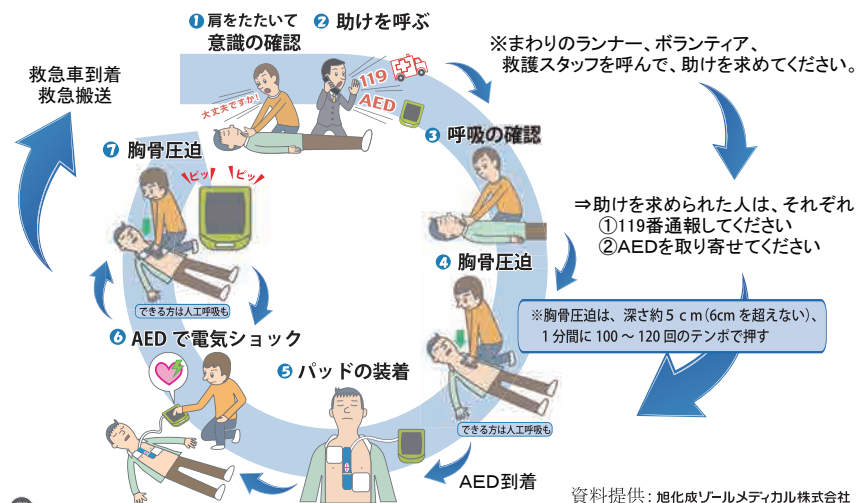 ❶ 肩をたたいて
意識の確認
❷ 助けを呼ぶ
119
AED
大丈夫ですか!
※まわりのランナー、ボランティア、
救護スタッフを呼んで、助けを求めてください。
救急車到着
救急搬送
❸ 呼吸の確認
⇒助けを求められた人は、それぞれ
①119番通報してください
②AEDを取り寄せてください
❹ 胸骨圧迫
※胸骨圧迫は、深さ約5cm(6cmを超えない)、
1分間に100～120回のテンポで押す
できる方は人工呼吸も
AED到着
❺ パッドの装着
❻ AEDで電気ショック
❼ 胸骨圧迫
ピッ ピッ
できる方は人工呼吸も
資料提供:旭化成ゾールメディカル株式会社